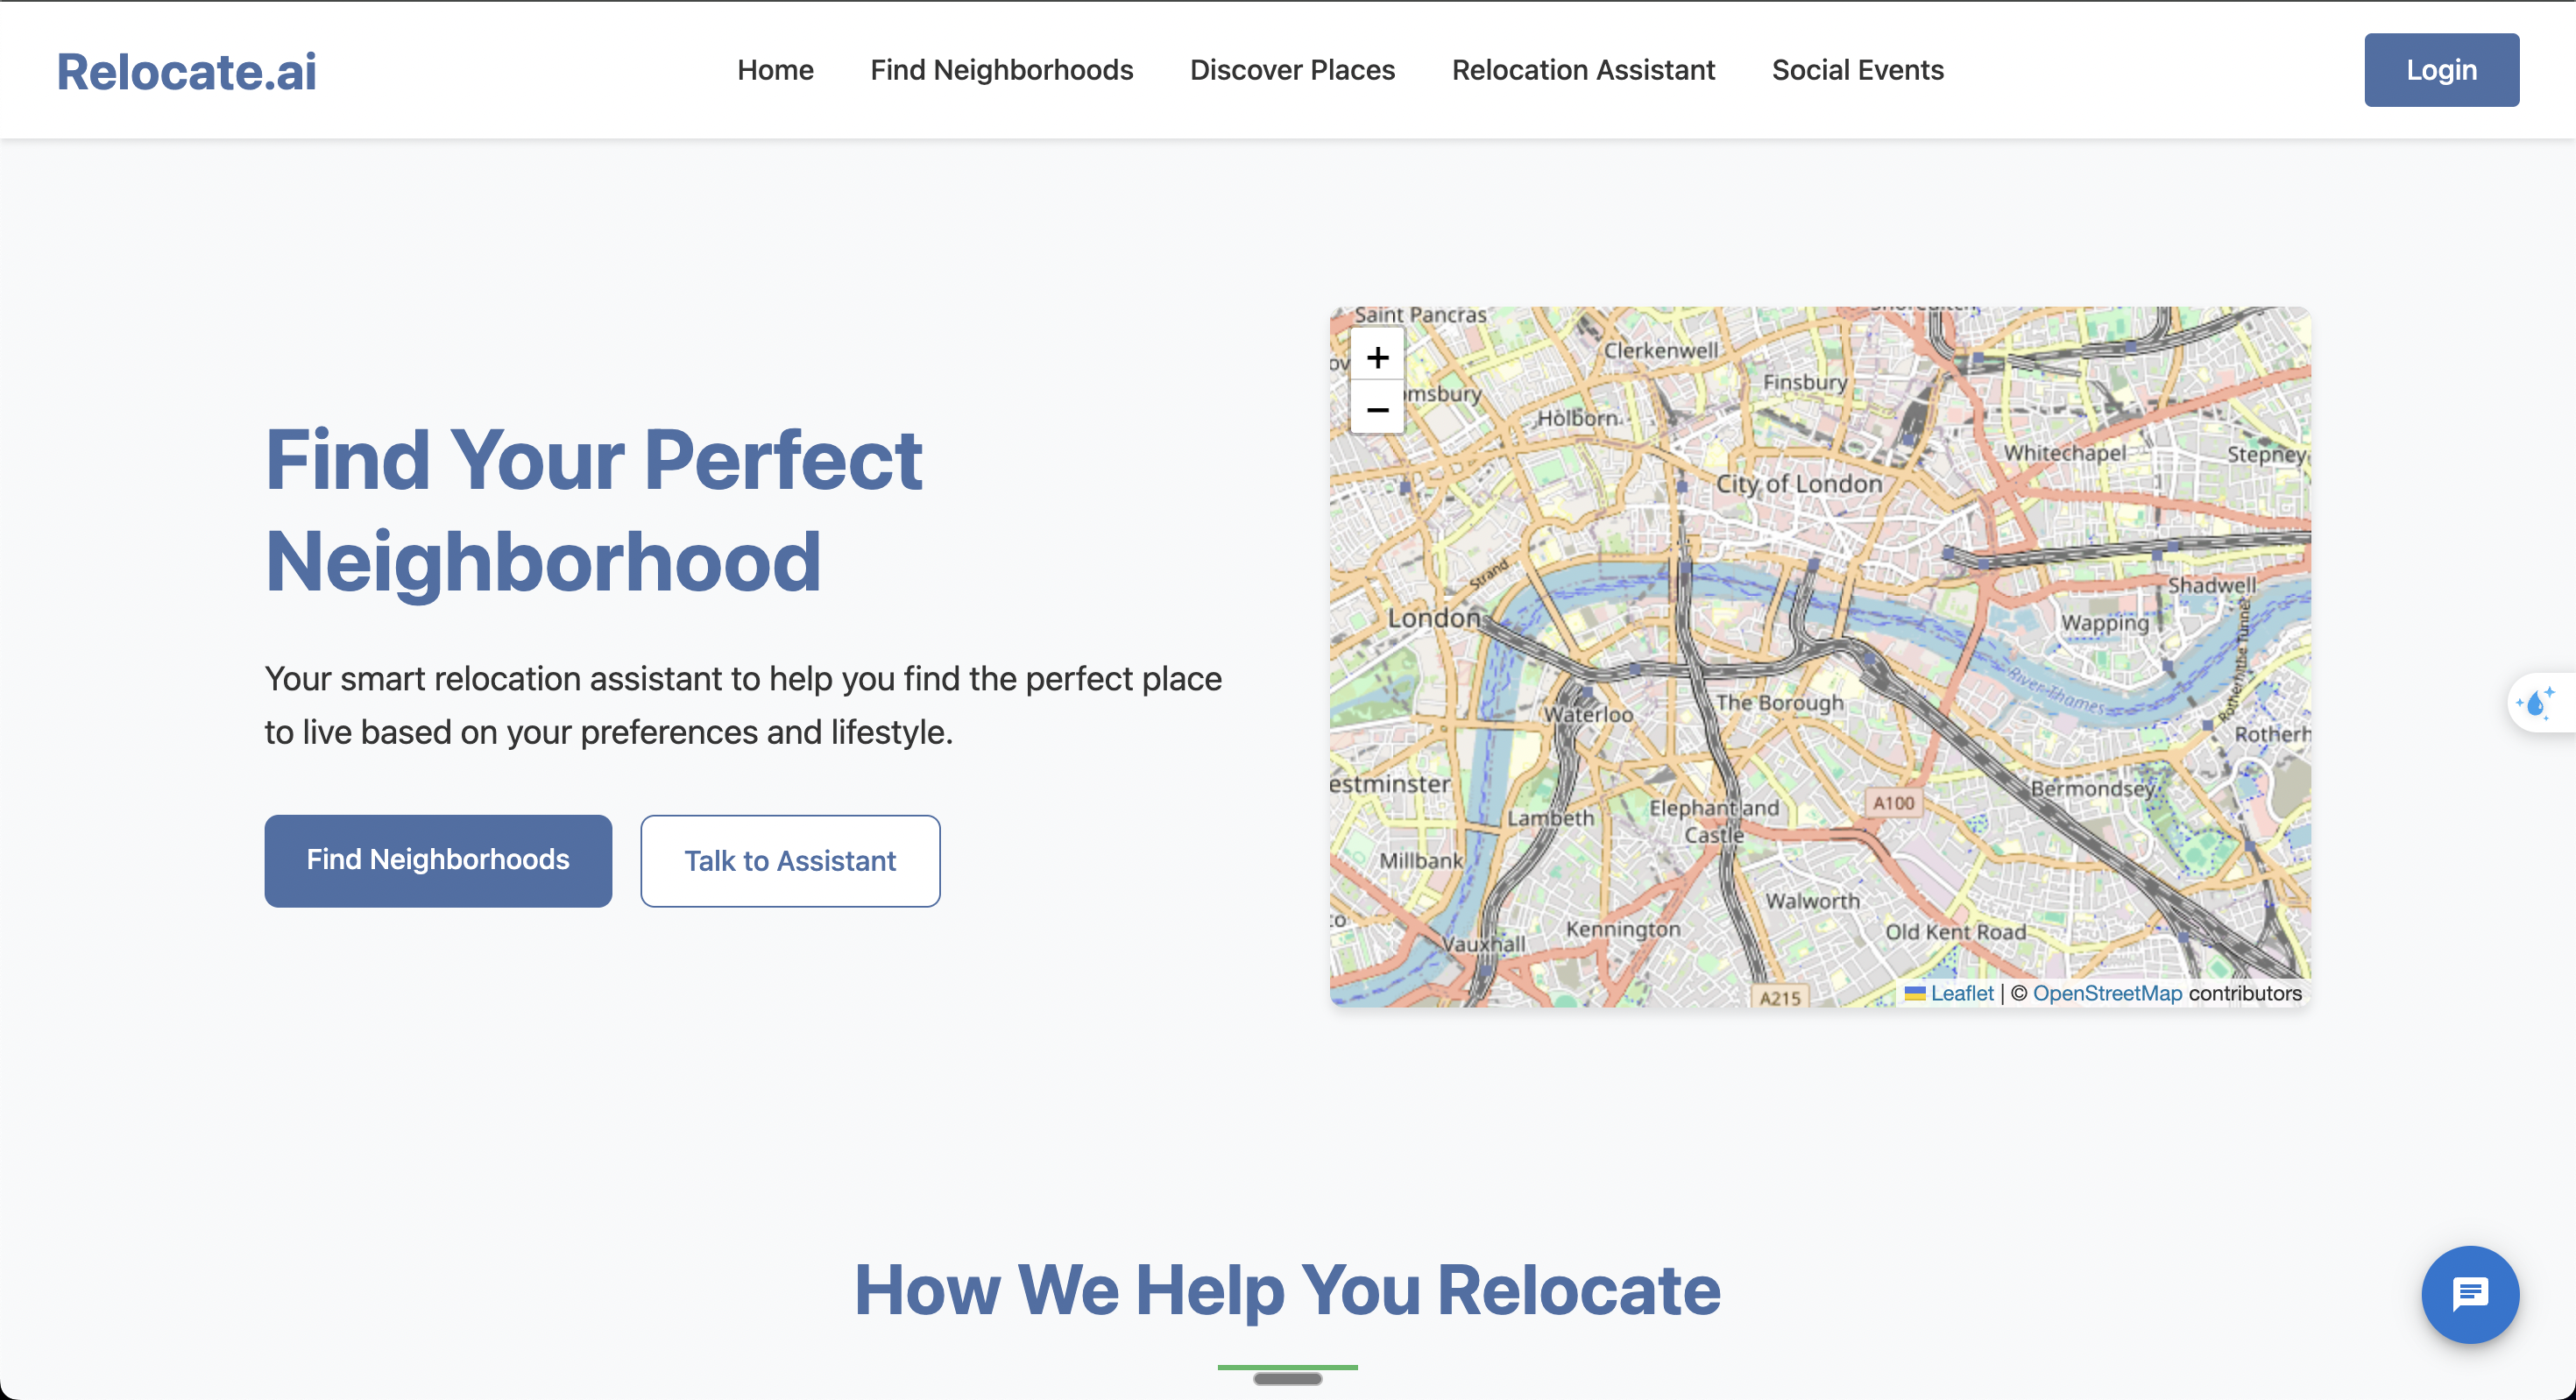 Relocate.ai
Home
Find Neighborhoods
Discover Places
Relocation Assistant
Social Events
Login
Find Your Perfect
Neighborhood
Your smart relocation assistant to help you find the perfect place
to live based on your preferences and lifestyle.
Find Neighborhoods
Talk to Assistant
Saint Pancras
+
−
Clerkenwell
Finsbury
omsbury
Holborn
Whitechapel
Stepney
City of London
Strand
Shadwell
London
Wapping
Rotherhithe Tunnel
River Thames
The Borough
Waterloo
Rotherh
estminster
Bermondsey
A100
Elephant and
Castle
Lambeth
Millbank
Walworth
co
Kennington
Old Kent Road
Vauxhall
A215
Leaflet | © OpenStreetMap contributors
How We Help You Relocate